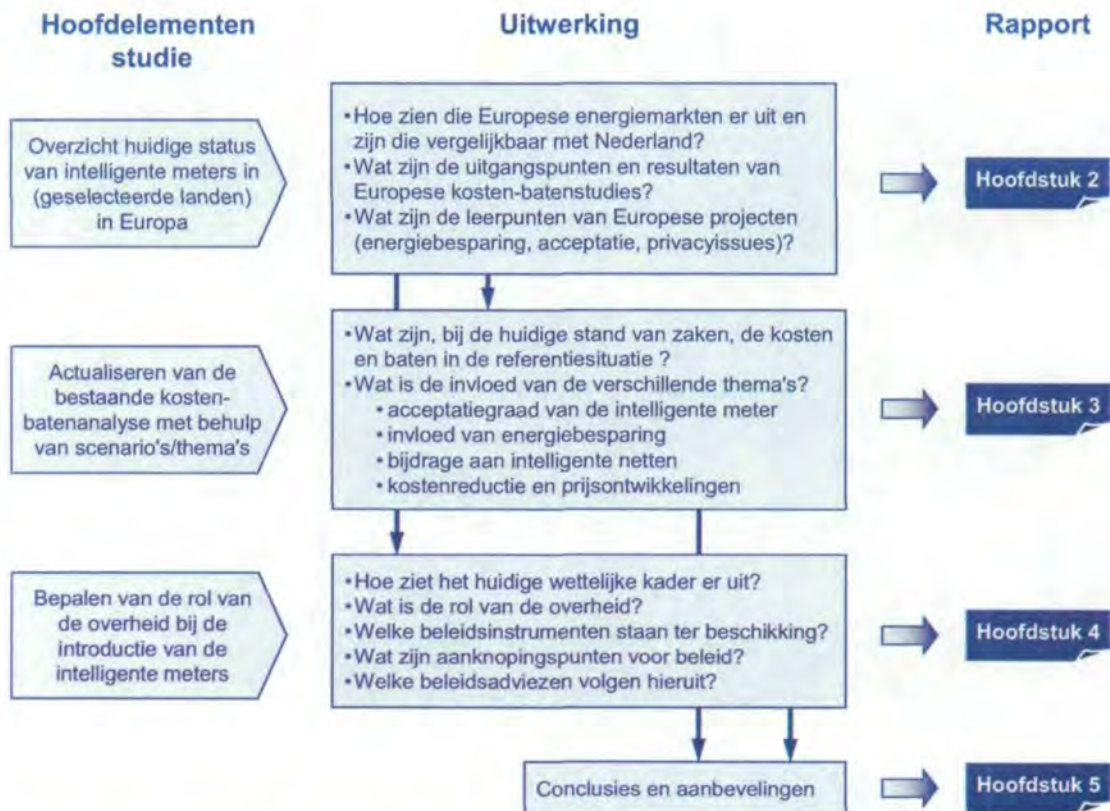 Hoofdelementen
studie
Uitwerking
Rapport
Overzicht huidige status
van intelligente meters in
(geselecteerde landen)
in Europa
•Hoe zien die Europese energiemarkten er uit en
zijn die vergelijkbaar met Nederland?
•Wat zijn de uitgangspunten en resultaten van
Europese kosten-batenstudies?
•Wat zijn de leerpunten van Europese projecten
(energiebesparing, acceptatie, privacyissues)?
Hoofdstuk 2
Actualiseren van de
bestaande kosten-
batenanalyse met behulp
van scenario's/thema's
•Wat zijn, bij de huidige stand van zaken, de kosten
en baten in de referentiesituatie ?
•Wat is de invloed van de verschillende thema's?
•acceptatiegraad van de intelligente meter
•invloed van energiebesparing
•bijdrage aan intelligente netten
•kostenreductie en prijsontwikkelingen
Hoofdstuk 3
Bepalen van de rol van
de overheid bij de
introductie van de
intelligente meters
•Hoe ziet het huidige wettelijke kader er uit?
•Wat is de rol van de overheid?
•Welke beleidsinstrumenten staan ter beschikking?
•Wat zijn aanknopingspunten voor beleid?
•Welke beleidsadviezen volgen hieruit?
Hoofdstuk 4
Conclusies en aanbevelingen
Hoofdstuk 5